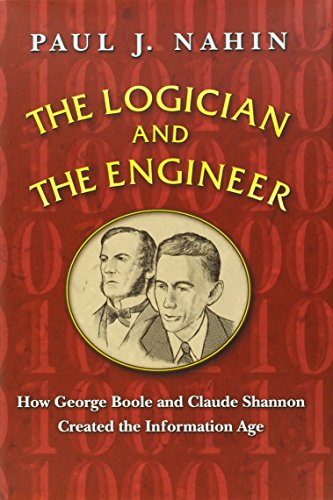 PAUL J. NAHIN
THE LOGICIAN
AND
THE ENGINEER
How George Boole and Claude Shannon
Created the Information Age